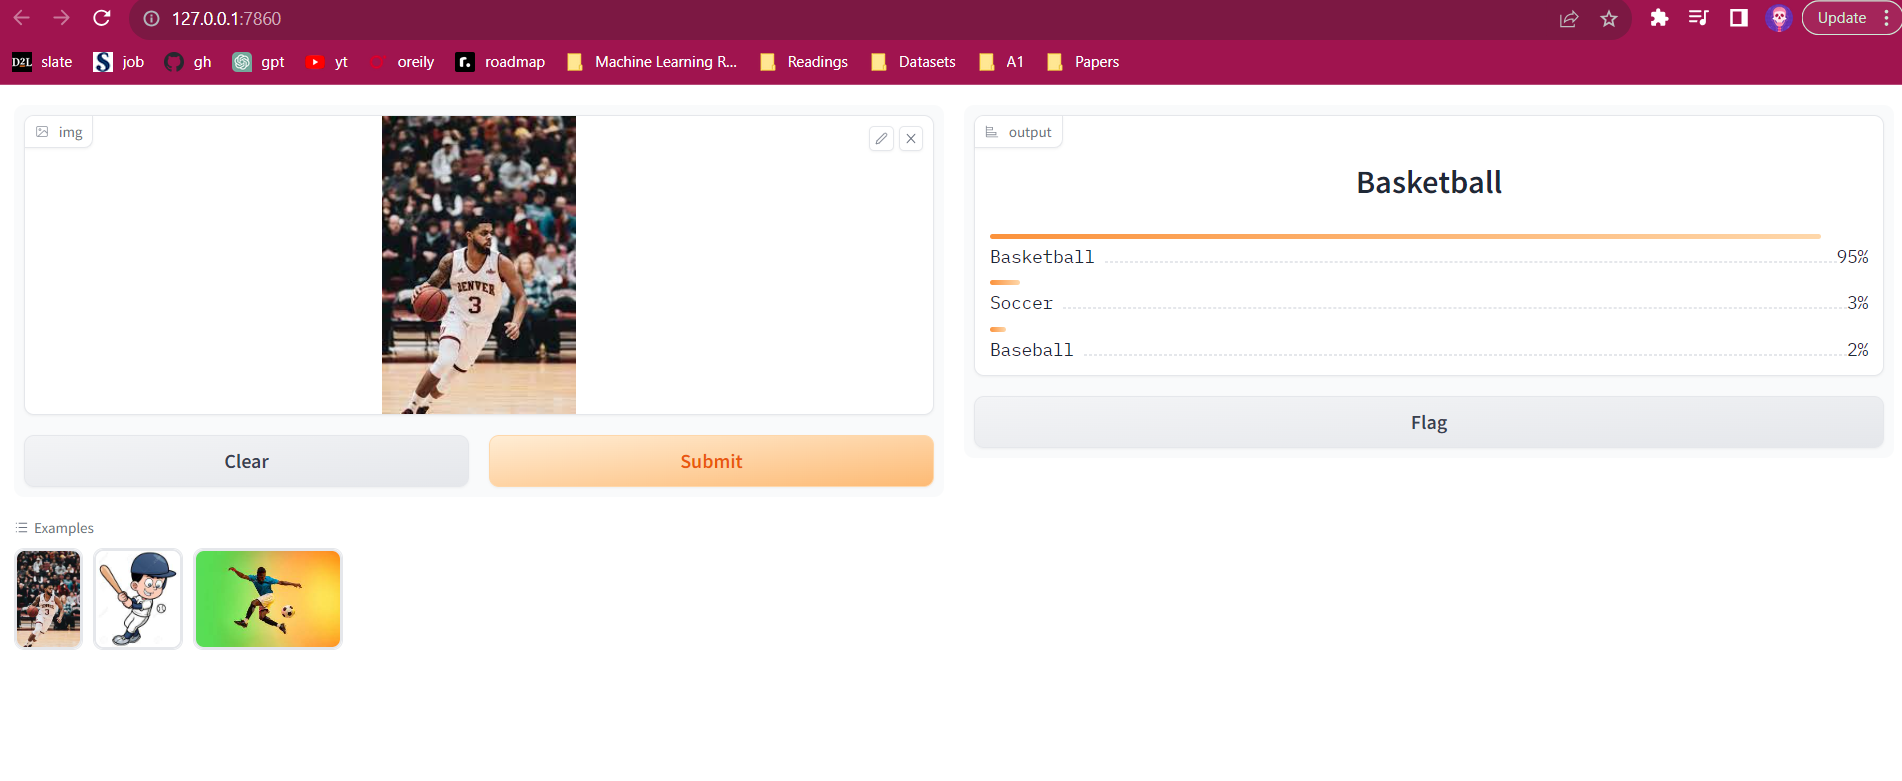 127.0.0.1:7860
Update
D2L slate
S job
gh
gpt
yt
oreily
r. roadmap
Machine Learning R...
Readings
Datasets
A1
Papers
img
DENVER
3
Clear
Submit
Examples
3
output
Basketball
Basketball 95%
Soccer 3%
Baseball 2%
Flag